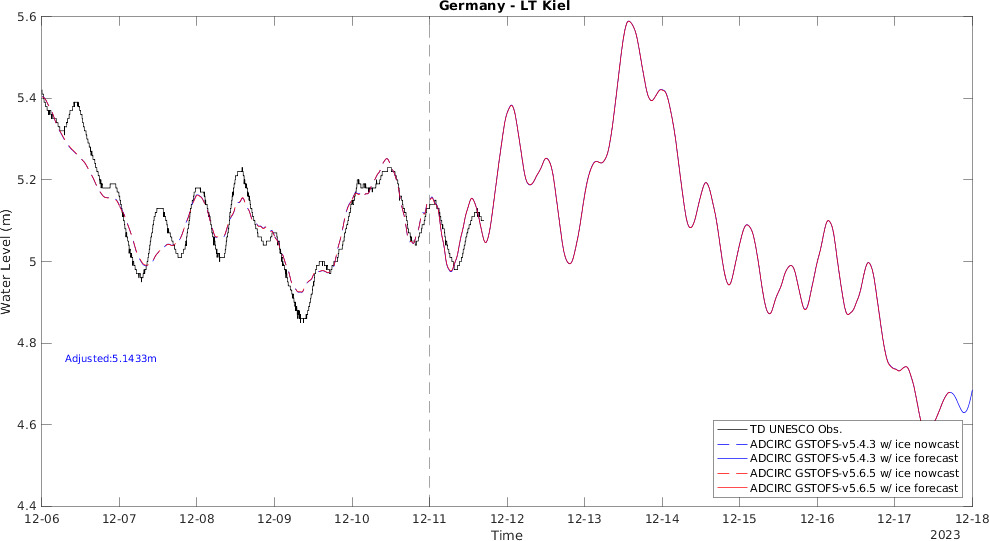 Germany - LT Kiel
5.6
5.4
5.2
5
4.8
4.6
4.4
Water Level (m)
Adjusted:5.1433m
TD UNESCO Obs.
ADCIRC GSTOFS-v5.4.3 w/ ice nowcast
ADCIRC GSTOFS-v5.4.3 w/ ice forecast
ADCIRC GSTOFS-v5.6.5 w/ ice nowcast
ADCIRC GSTOFS-v5.6.5 w/ ice forecast
12-06 12-07 12-08 12-09 12-10 12-11 12-12 12-13 12-14 12-15 12-16 12-17 12-18
Time
2023